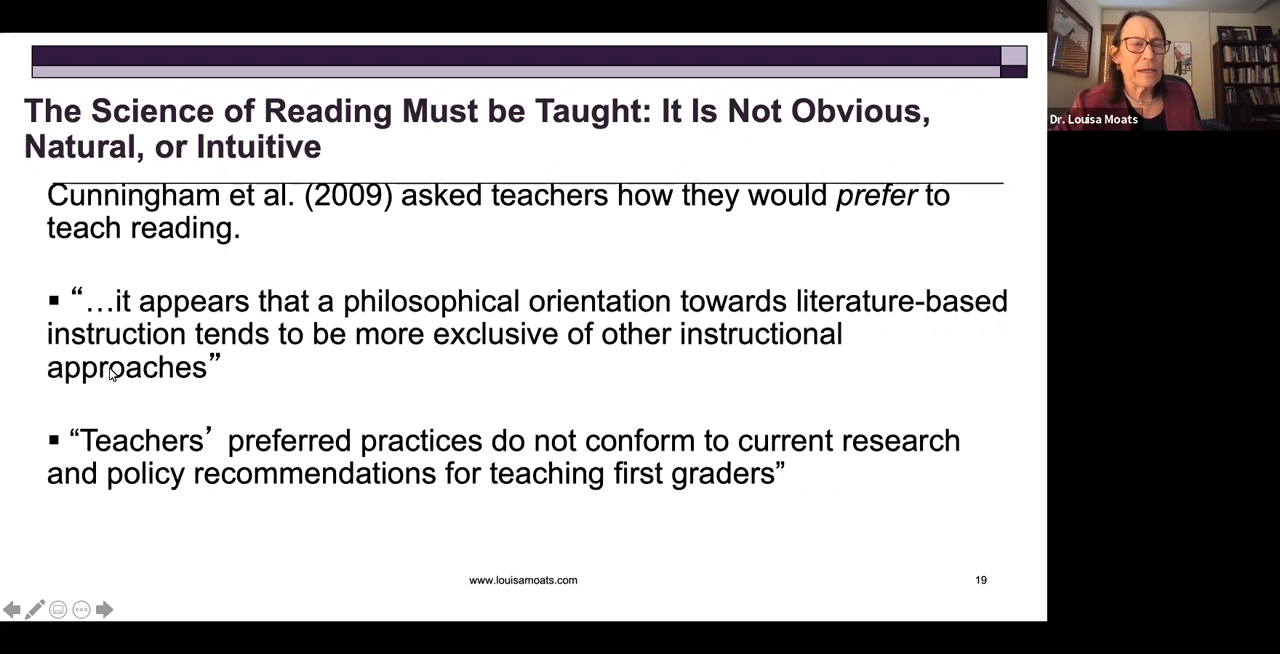 The Science of Reading Must be Taught: It Is Not Obvious,
Natural, or Intuitive
Cunningham et al. (2009) asked teachers how they would prefer to
teach reading.
▪ “…it appears that a philosophical orientation towards literature-based
instruction tends to be more exclusive of other instructional
approaches”
▪ “Teachers’ preferred practices do not conform to current research
and policy recommendations for teaching first graders”
www.louisamoats.com
19
Dr. Louisa Moats